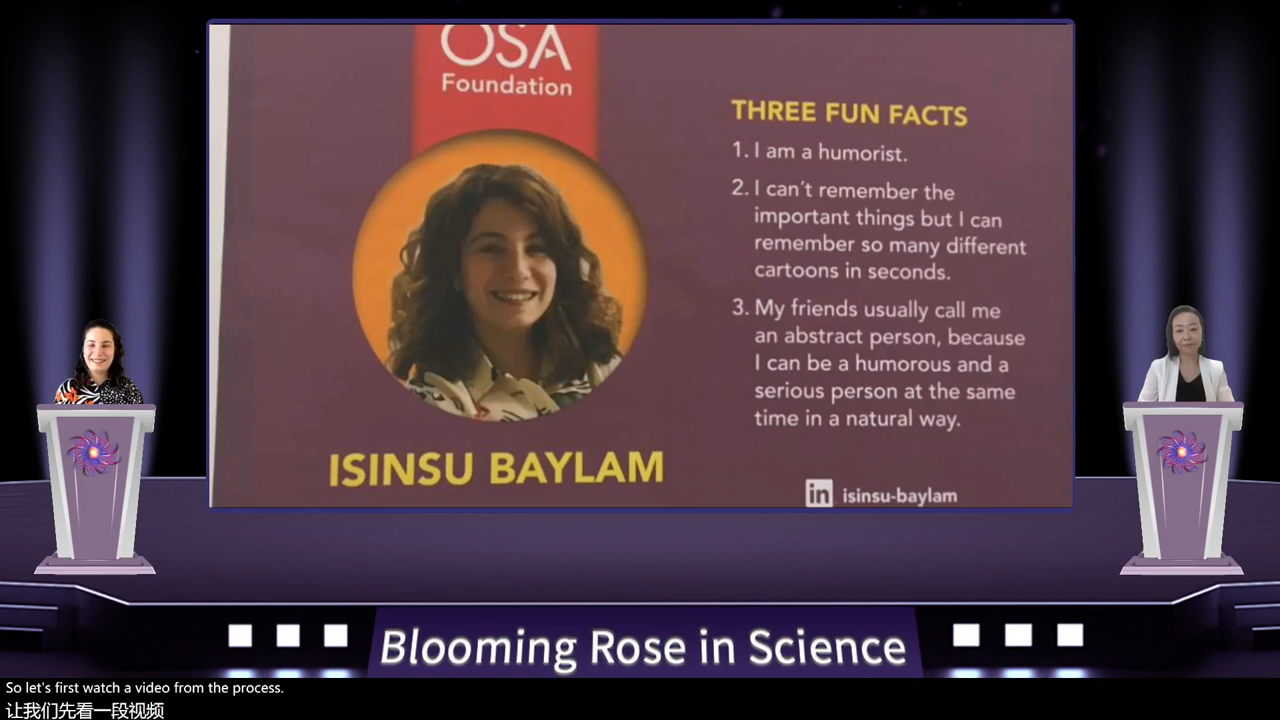 OSA
Foundation
THREE FUN FACTS
1. I am a humorist.
2. I can't remember the
important things but I can
remember so many different
cartoons in seconds.
3. My friends usually call me
an abstract person, because
I can be a humorous and a
serious person at the same
time in a natural way.
ISINSU BAYLAM
in isinsu-baylam
Blooming Rose in Science
So let's first watch a video from the process.
让我们先看一段视频